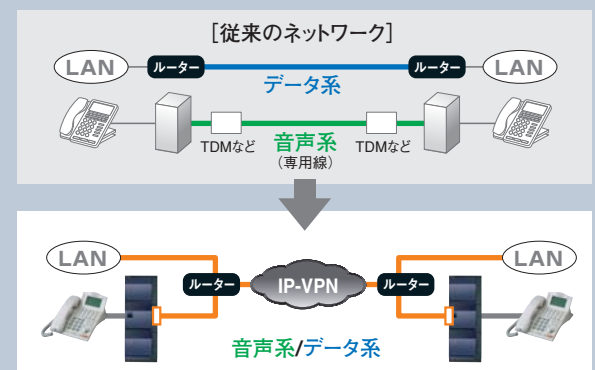 [従来のネットワーク]
LAN ルーター ルーター LAN
データ系
TDMなど 音声系 TDMなど
(専用線)
LAN LAN
ルーター IP-VPN ルーター
音声系/データ系